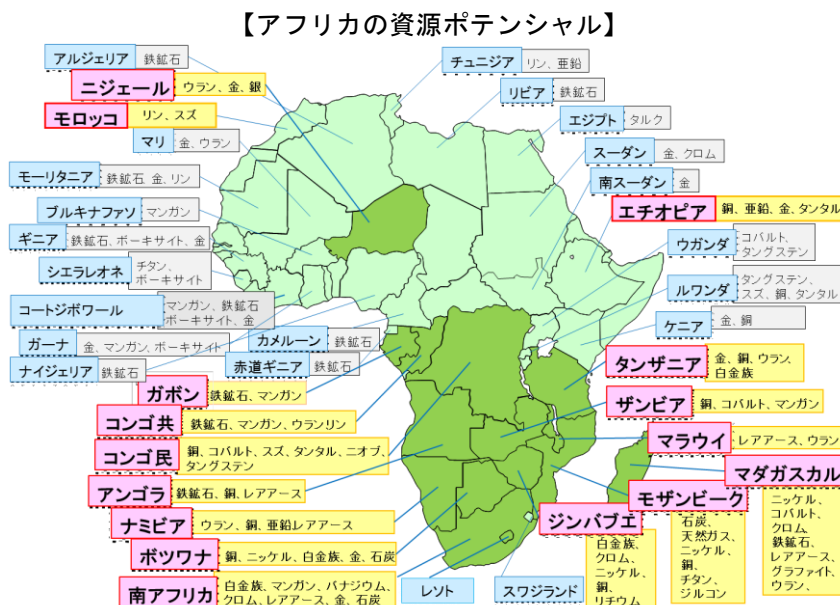 【アフリカの資源ポテンシャル】
アルジェリア 鉄鉱石
ニジェール ウラン、金、銀
モロッコ リン、スズ
マリ 金、ウラン
モーリタニア 鉄鉱石、金、リン
ブルキナファソ マンガン
ギニア 鉄鉱石、ボーキサイト、金
シエラレオネ チタン、
ボーキサイト
コートジボワール マンガン、鉄鉱石
ボーキサイト、金
ガーナ 金、マンガン、ボーキサイト
ナイジェリア 鉄鉱石
カメルーン 鉄鉱石
赤道ギニア 鉄鉱石
チュニジア リン、亜鉛
リビア 鉄鉱石
エジプト タルク
スーダン 金、クロム
南スーダン 金
エチオピア 銅、亜鉛、金、タンタル
ウガンダ コバルト、
タングステン
ルワンダ タングステン、
スズ、銅、タンタル
ケニア 金、銅
タンザニア 金、銅、ウラン、
白金族
ザンビア 銅、コバルト、マンガン
マラウイ レアアース、ウラン
マダガスカル
ニッケル、
コバルト、
クロム、
鉄鉱石、
レアアース、
グラファイト、
ウラン、
モザンビーク
石炭、
天然ガス、
ニッケル、
銅、
チタン、
ジルコン
ジンバブエ
白金族、
クロム、
ニッケル、
銅、
リチウム
ガボン 鉄鉱石、マンガン
コンゴ共 鉄鉱石、マンガン、ウランリン
コンゴ民 銅、コバルト、スズ、タンタル、ニオブ、
タングステン
アンゴラ 鉄鉱石、銅、レアアース
ナミビア ウラン、銅、亜鉛レアアース
ボツワナ 銅、ニッケル、白金族、金、石炭
南アフリカ 白金族、マンガン、バナジウム、
クロム、レアアース、金、石炭
レソト
スワジランド